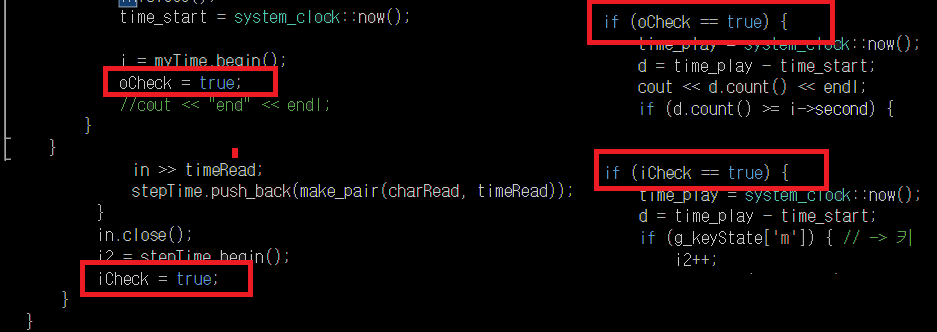 in.close();
time_start = system_clock::now();
i = myTime.begin();
oCheck = true;
//cout << "end" << endl;
}
}
in >> timeRead;
stepTime.push_back(make_pair(charRead, timeRead));
}
in.close();
i2 = stepTime.begin();
iCheck = true;
}
}
if (oCheck == true) {
time_play = system_clock::now();
d = time_play - time_start;
cout << d.count() << endl;
if (d.count() >= i->second) {
if (iCheck == true) {
time_play = system_clock::now();
d = time_play - time_start;
if (g_keyState['m']) { // -> 키
i2++;